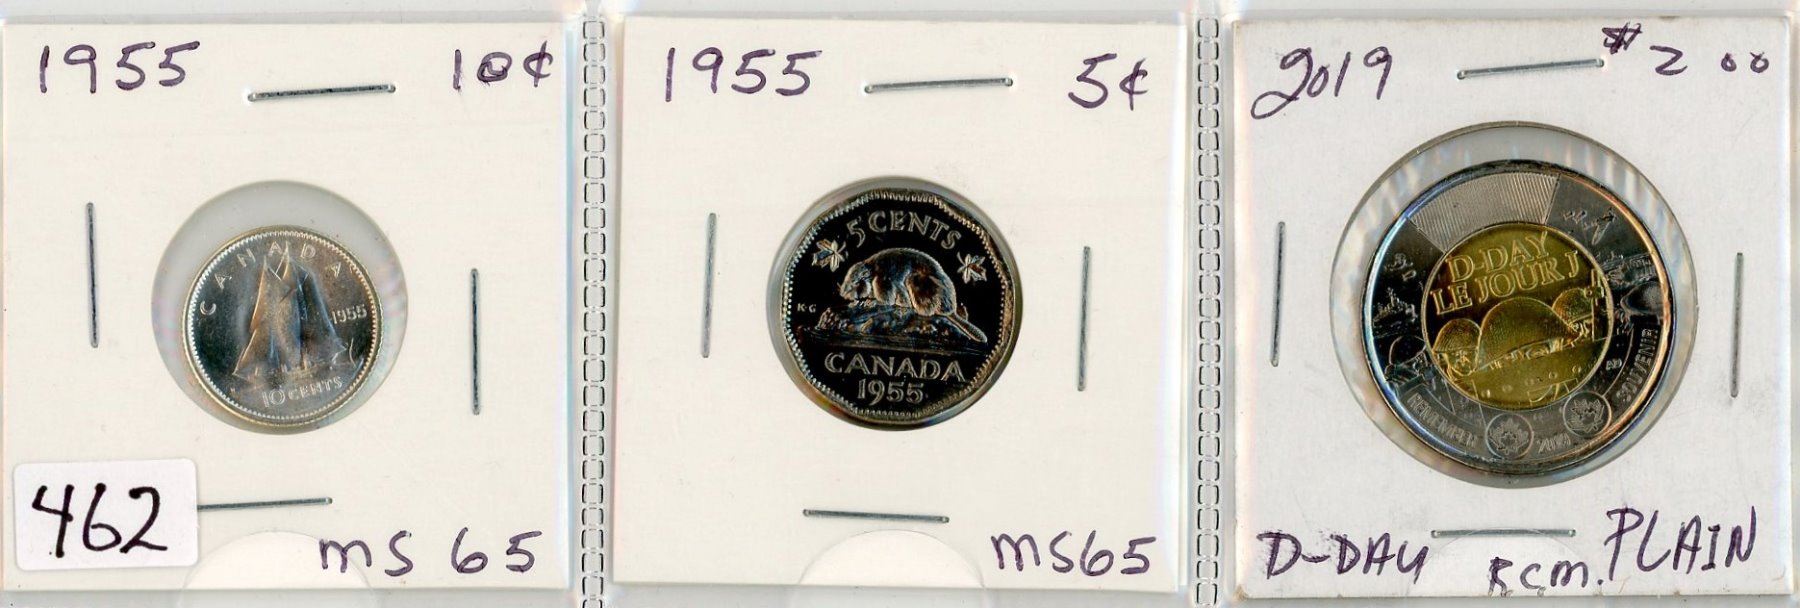 1955 10¢
CANADA
1955
10 CENTS
462
MS 65
1955 5¢
5 CENTS
K·G
CANADA
1955
MS65
2019 $2 00
D-DAY
LE JOUR J
REMEMBER
2019
SOUVENIR
D-DAY RCM. PLAIN